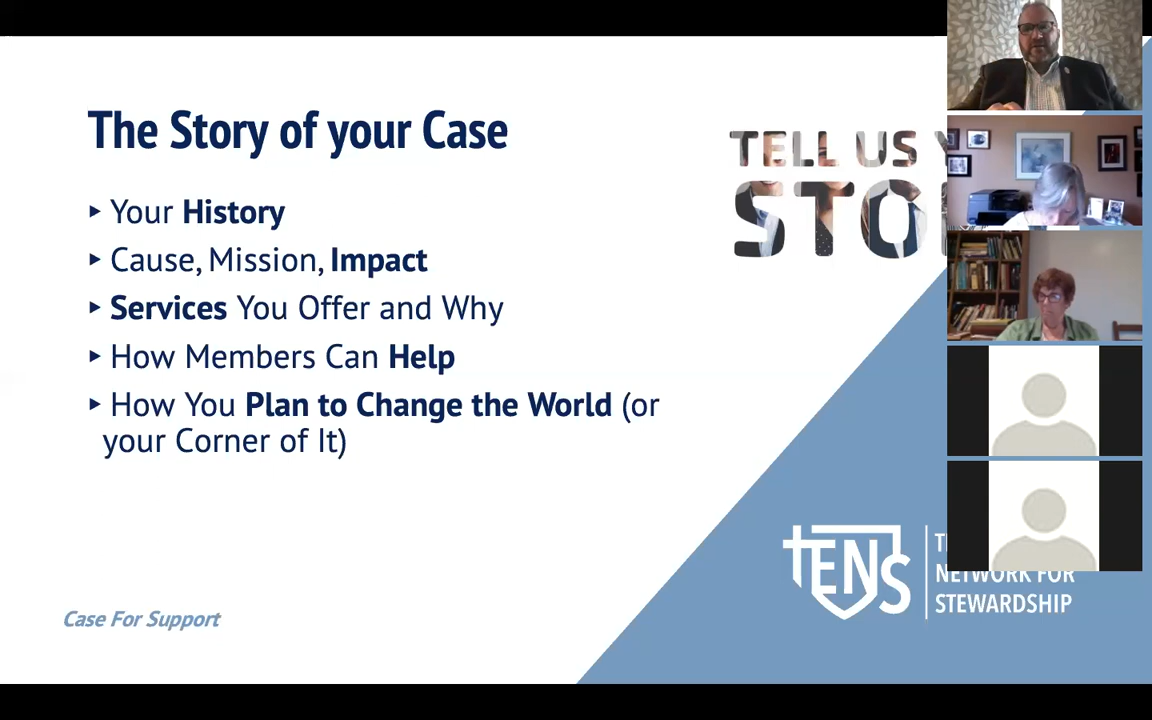 The Story of your Case
▸ Your History
▸ Cause, Mission, Impact
▸ Services You Offer and Why
▸ How Members Can Help
▸ How You Plan to Change the World (or
your Corner of It)
TELL US
STO
tENS
NETWORK FOR
STEWARDSHIP
Case For Support